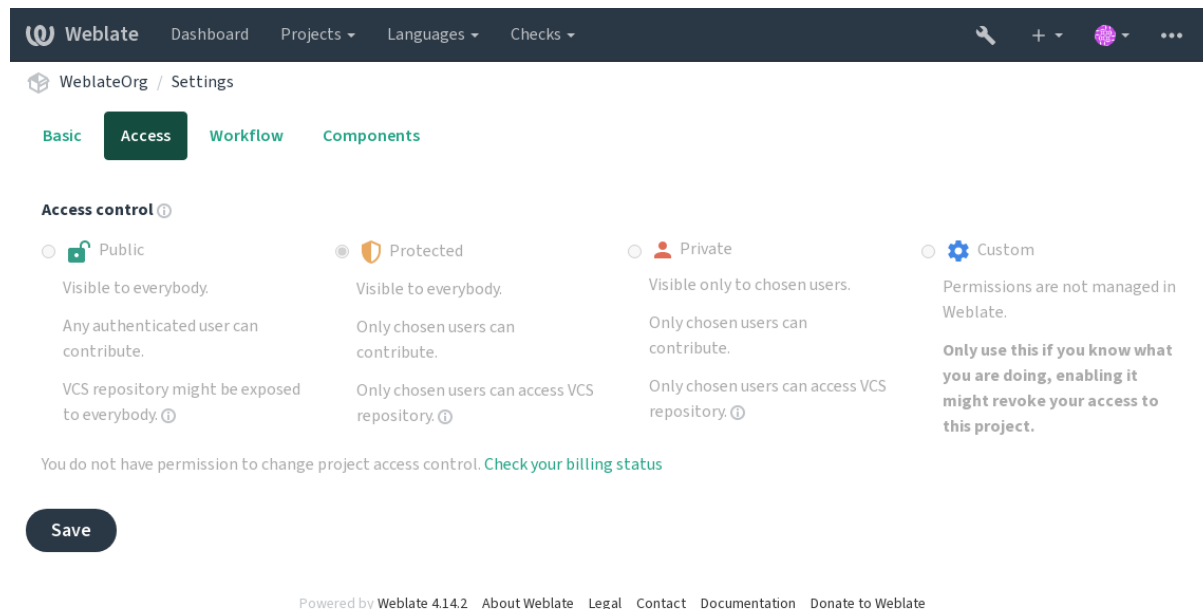 Weblate Dashboard Projects Languages Checks
WeblateOrg / Settings
Basic Access Workflow Components
Access control
Public
Visible to everybody.
Any authenticated user can
contribute.
VCS repository might be exposed
to everybody.
Protected
Visible to everybody.
Only chosen users can
contribute.
Only chosen users can access VCS
repository.
Private
Visible only to chosen users.
Only chosen users can
contribute.
Only chosen users can access VCS
repository.
Custom
Permissions are not managed in
Weblate.
Only use this if you know what
you are doing, enabling it
might revoke your access to
this project.
You do not have permission to change project access control. Check your billing status
Save
Powered by Weblate 4.14.2 About Weblate Legal Contact Documentation Donate to Weblate